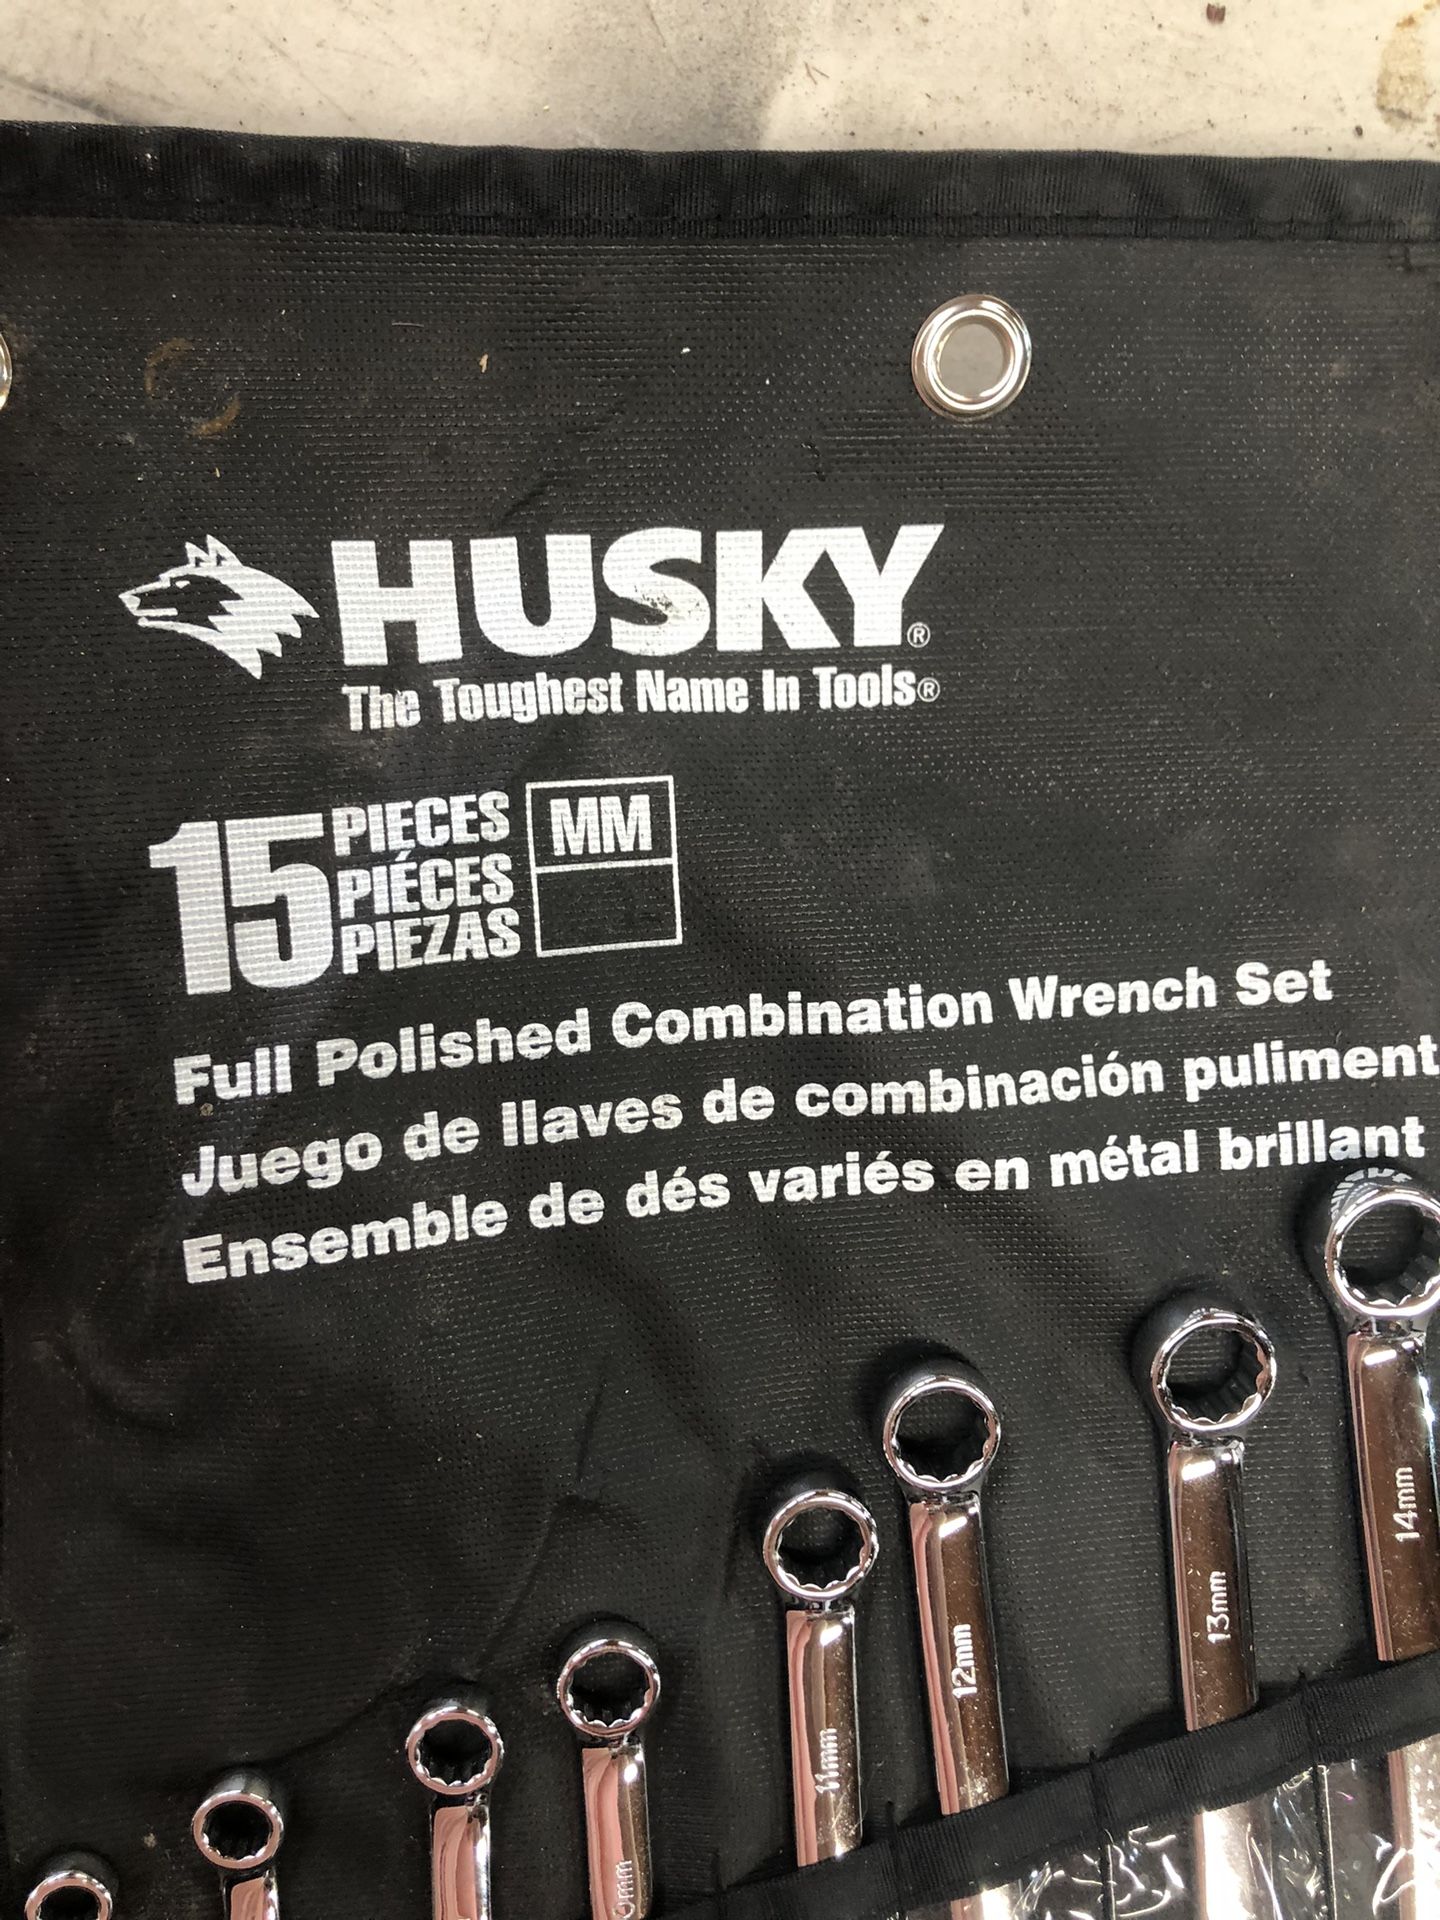 HUSKY®
The Toughest Name In Tools®
15 PIECES
PIÉCES
PIEZAS
MM
Full Polished Combination Wrench Set
Juego de llaves de combinación puliment
Ensemble de dés variés en métal brillant
14mm
13mm
12mm
11mm